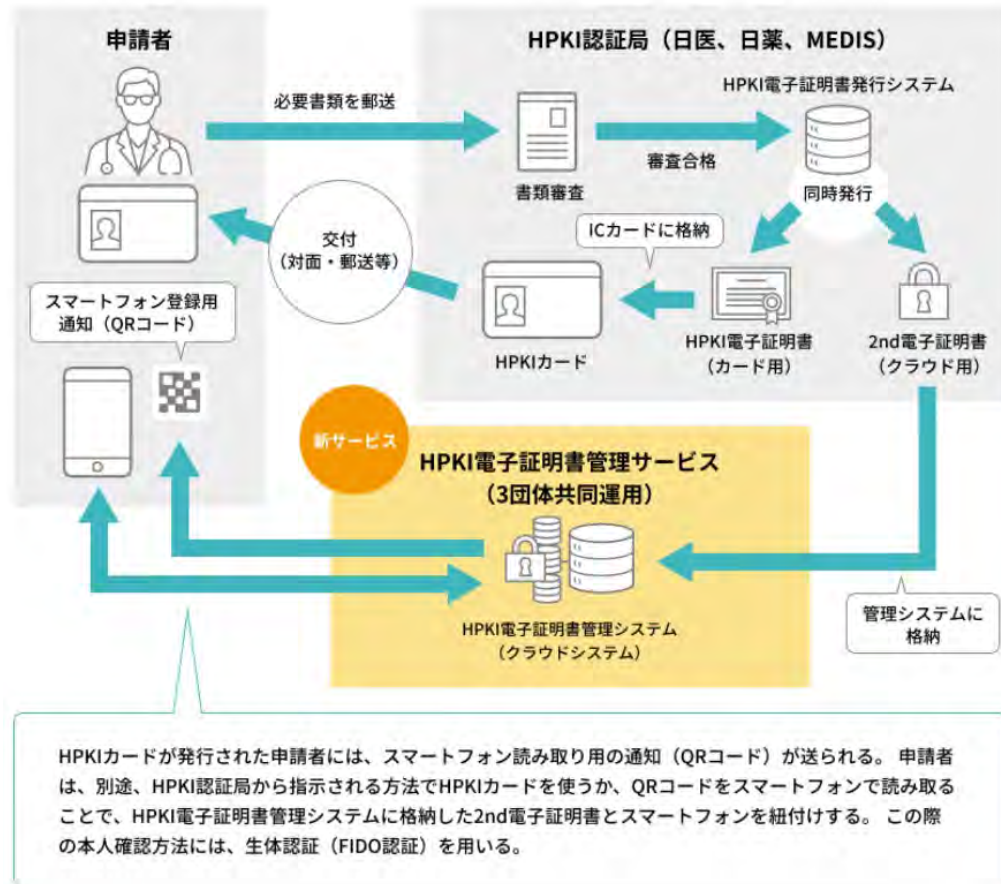 申請者
HPKI認証局（日医、日薬、MEDIS）
HPKI電子証明書発行システム
必要書類を郵送
書類審査
審査合格
同時発行
ICカードに格納
交付
（対面・郵送等）
HPKIカード
HPKI電子証明書
（カード用）
2nd電子証明書
（クラウド用）
スマートフォン登録用
通知（QRコード）
新サービス
HPKI電子証明書管理サービス
（3団体共同運用）
HPKI電子証明書管理システム
（クラウドシステム）
管理システムに
格納
HPKIカードが発行された申請者には、スマートフォン読み取り用の通知（QRコード）が送られる。 申請者
は、別途、HPKI認証局から指示される方法でHPKIカードを使うか、QRコードをスマートフォンで読み取る
ことで、HPKI電子証明書管理システムに格納した2nd電子証明書とスマートフォンを紐付けする。 この際
の本人確認方法には、生体認証（FIDO認証）を用いる。